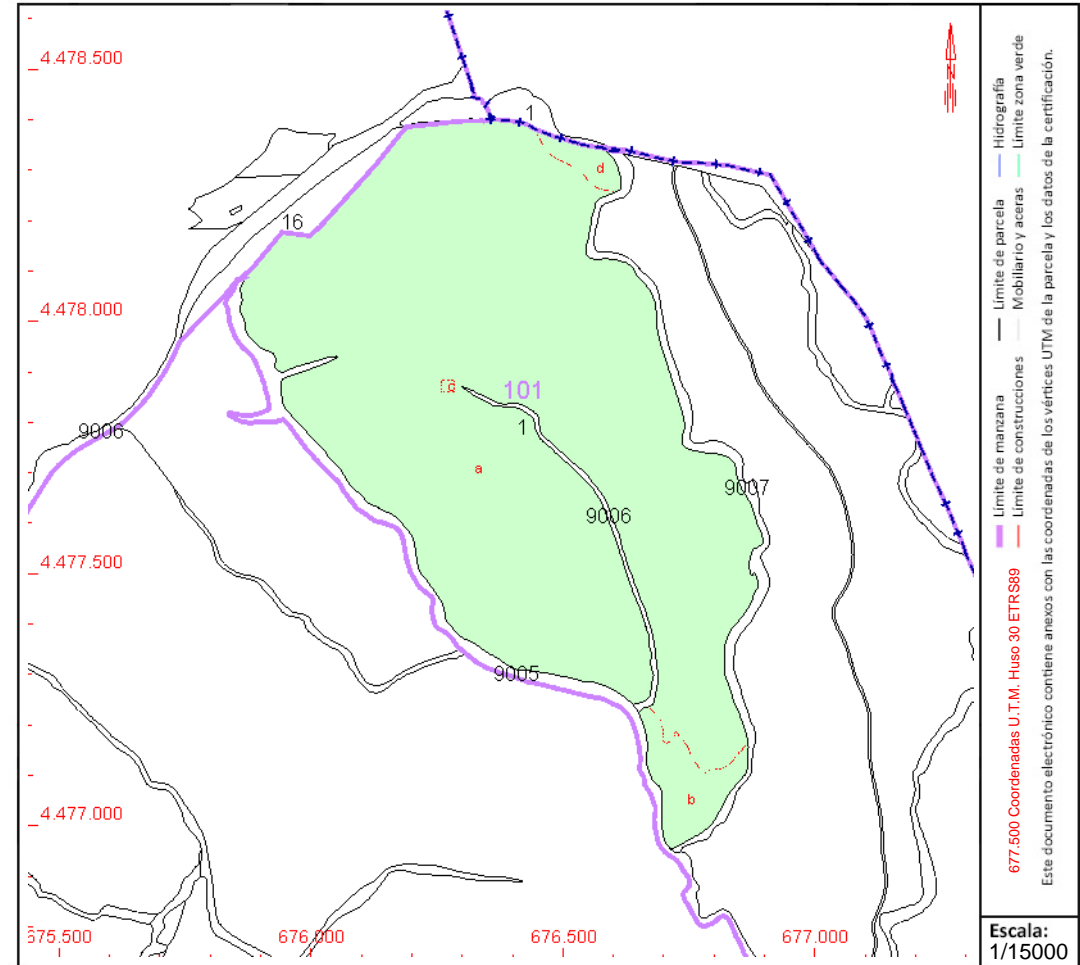 4.478.500
1
N
d
16
4.478.000
c
101
1
9006
a
9007
9006
4.477.500
9005
4.477.000
b
675.500
676.000
676.500
677.000
677.500 Coordenadas U.T.M. Huso 30 ETRS89
Límite de manzana
Límite de parcela
Hidrografía
Límite de construcciones
Mobiliario y aceras
Límite zona verde
Este documento electrónico contiene anexos con las coordenadas de los vértices UTM de la parcela y los datos de la certificación.
Escala:
1/15000